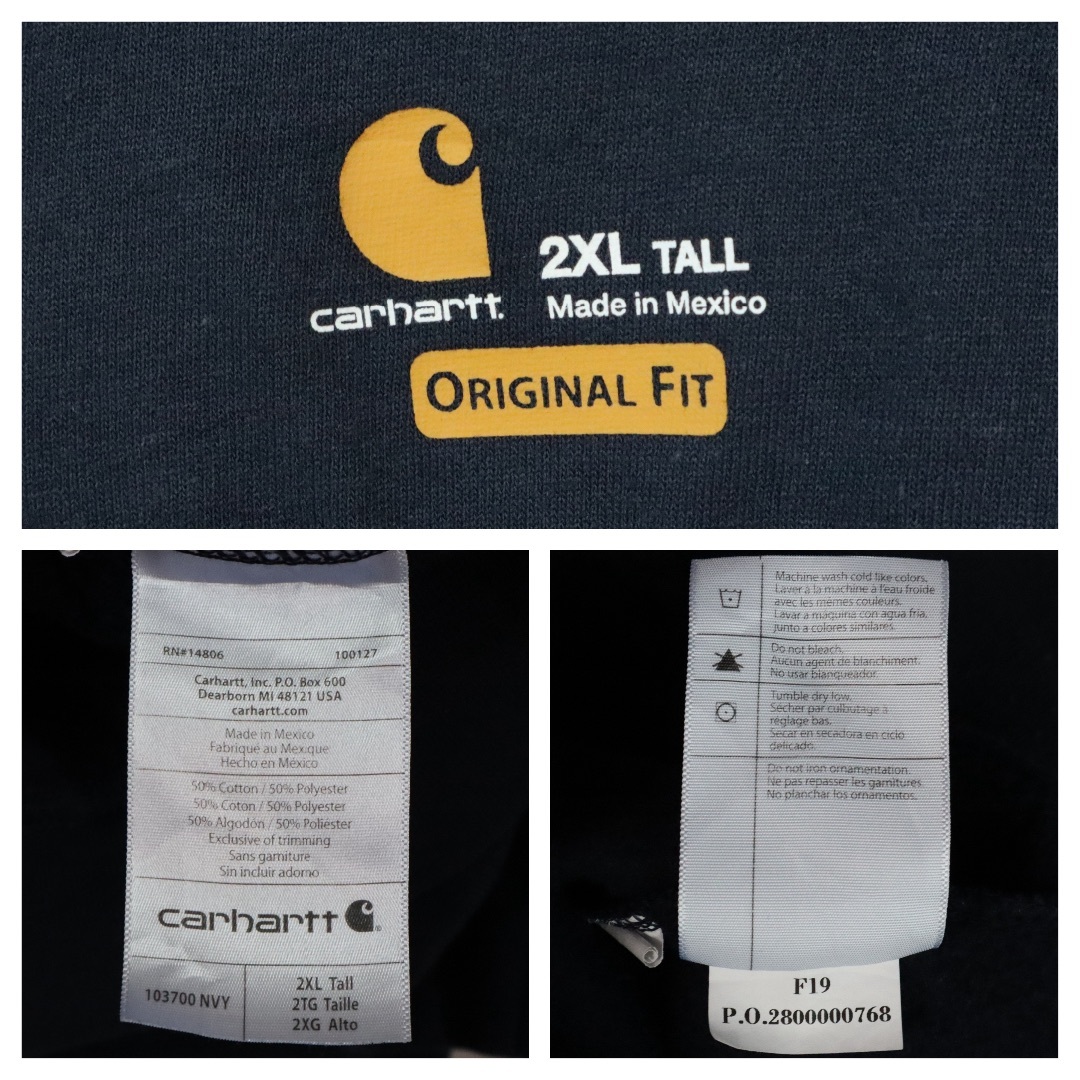 carhartt.
2XL TALL
Made in Mexico
ORIGINAL FIT
RN#14806 100127
Carhartt, Inc. P.O. Box 600
Dearborn MI 48121 USA
carhartt.com
Made in Mexico
Fabriqué au Mexique
Hecho en México
50% Cotton / 50% Polyester
50% Coton / 50% Polyester
50% Algodón / 50% Poliéster
Exclusive of trimming
Sans garniture
Sin incluir adorno
carhartt
103700 NVY
2XL Tall
2TG Taille
2XG Alto
Machine wash cold like colors.
Laver à la machine à l'eau froide
avec les mêmes couleurs.
Lavar a máquina con agua fría,
junto a colores similares.
Do not bleach.
Aucun agent de blanchiment.
No usar blanqueador.
Tumble dry low.
Sécher par culbutage à
réglage bas.
Secar en secadora en ciclo
delicado.
Do not iron ornamentation.
Ne pas repasser les garnitures.
No planchar los ornamentos.
F19
P.O.2800000768